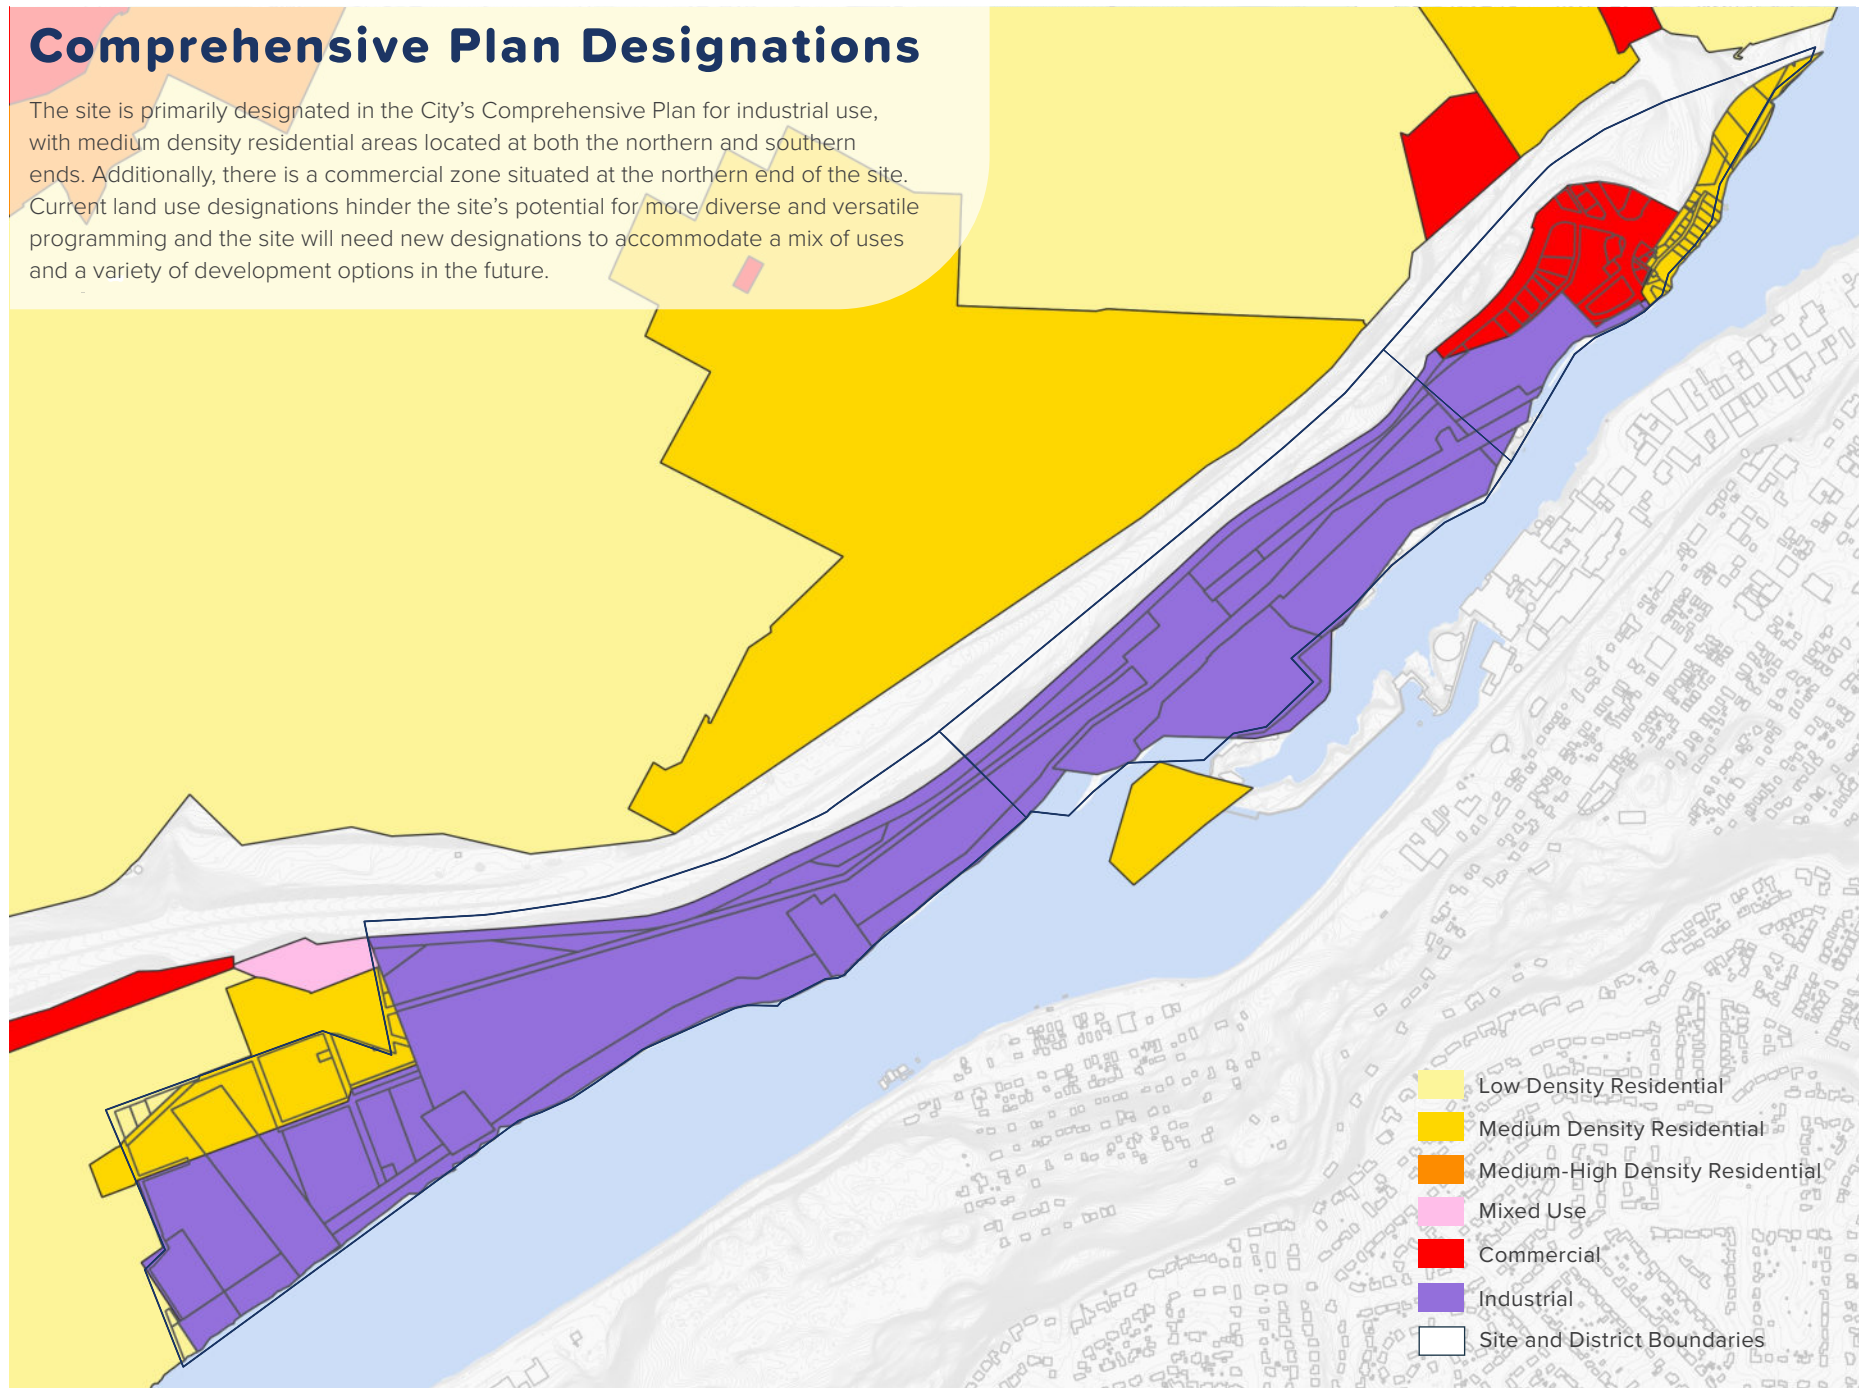 Comprehensive Plan Designations
The site is primarily designated in the City’s Comprehensive Plan for industrial use,
with medium density residential areas located at both the northern and southern
ends. Additionally, there is a commercial zone situated at the northern end of the site.
Current land use designations hinder the site’s potential for more diverse and versatile
programming and the site will need new designations to accommodate a mix of uses
and a variety of development options in the future.
Low Density Residential
Medium Density Residential
Medium-High Density Residential
Mixed Use
Commercial
Industrial
Site and District Boundaries